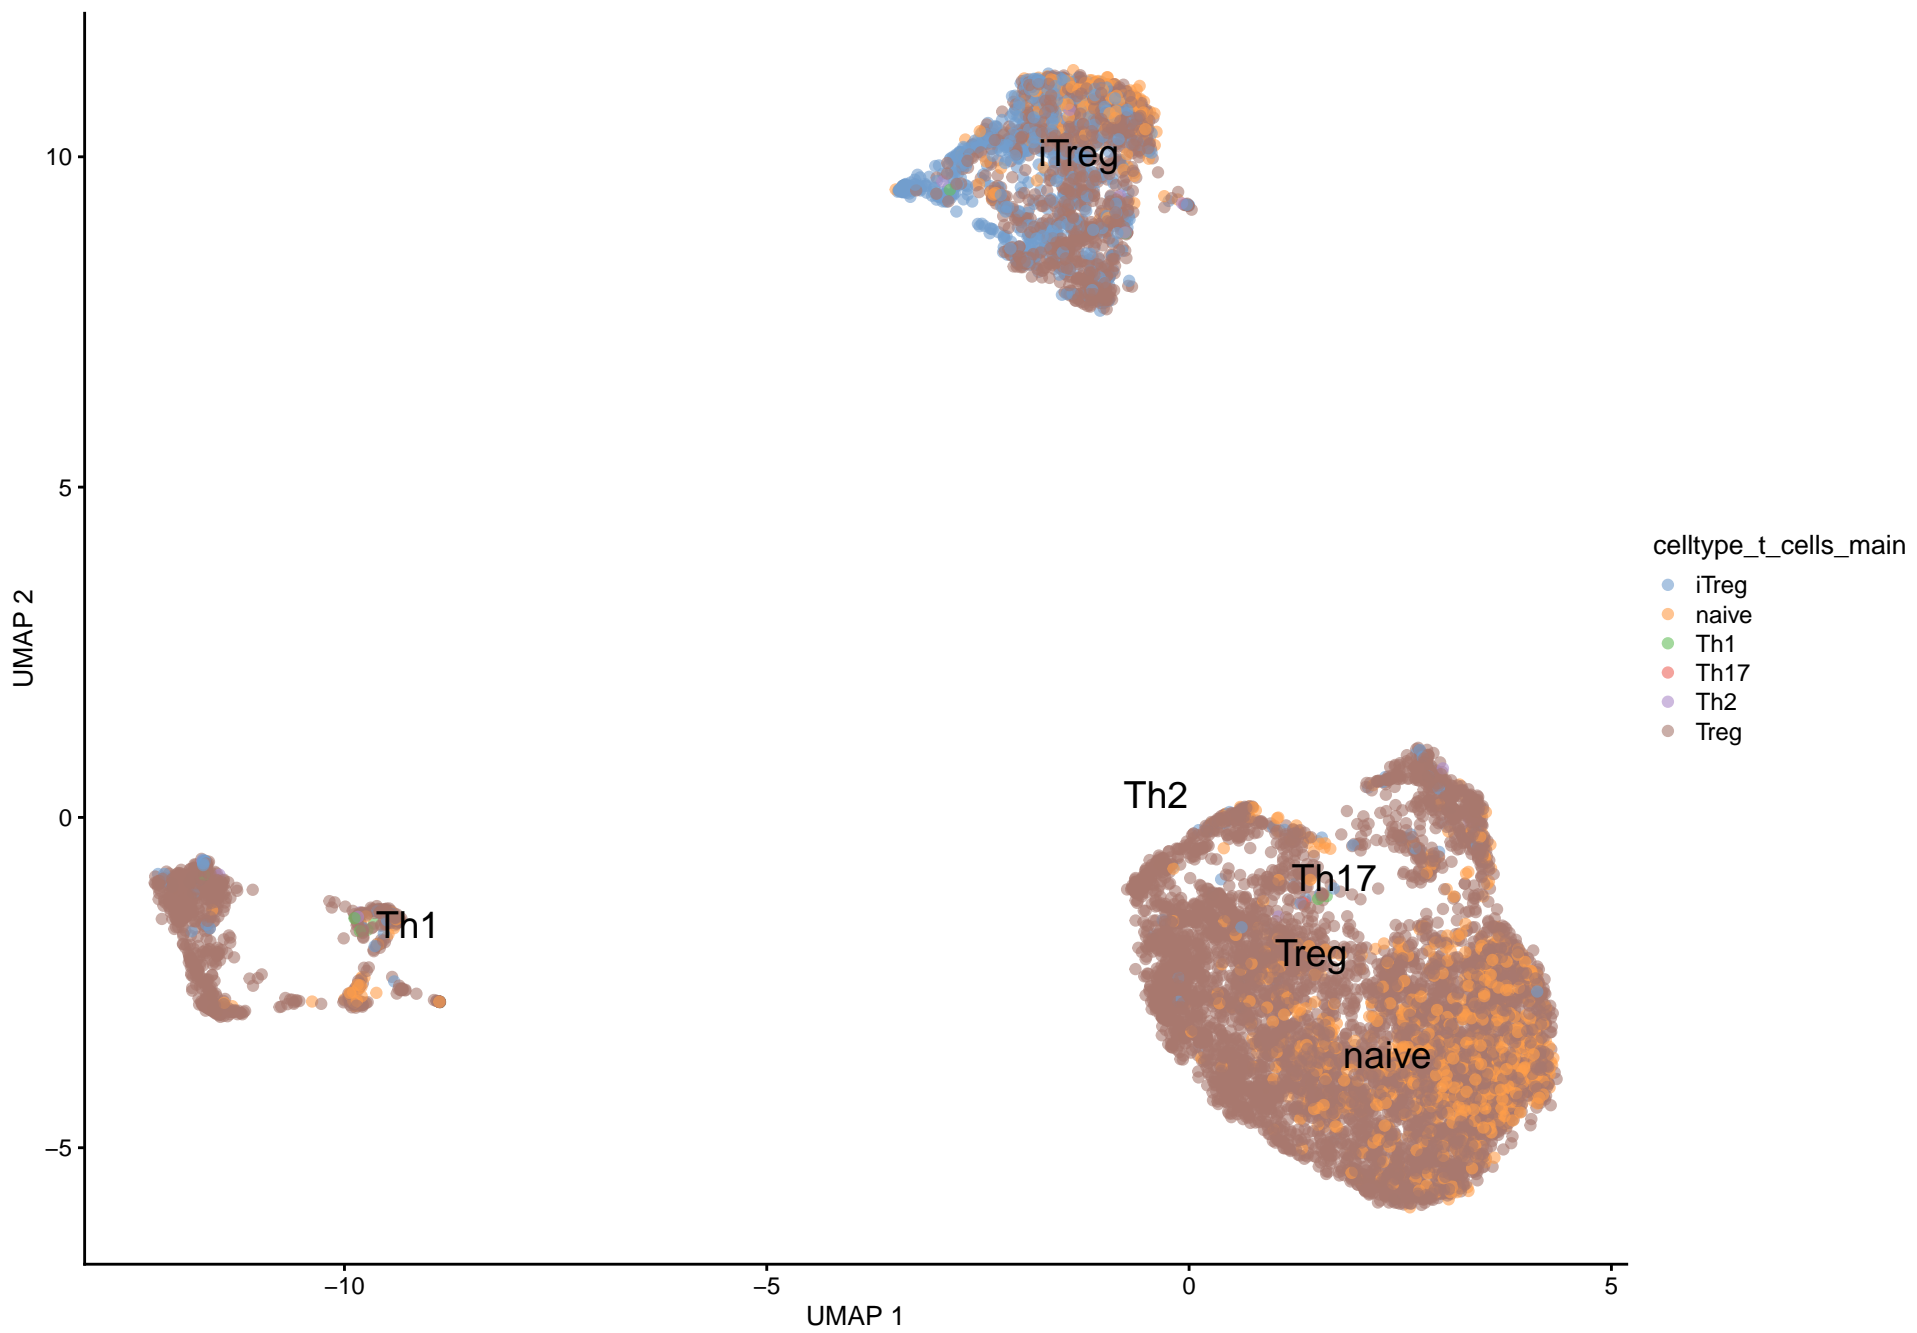 10
5
0
−5
UMAP 2
−10
−5
0
5
UMAP 1
iTreg
Th2
Th17
Th1
Treg
naive
celltype_t_cells_main
iTreg
naive
Th1
Th17
Th2
Treg